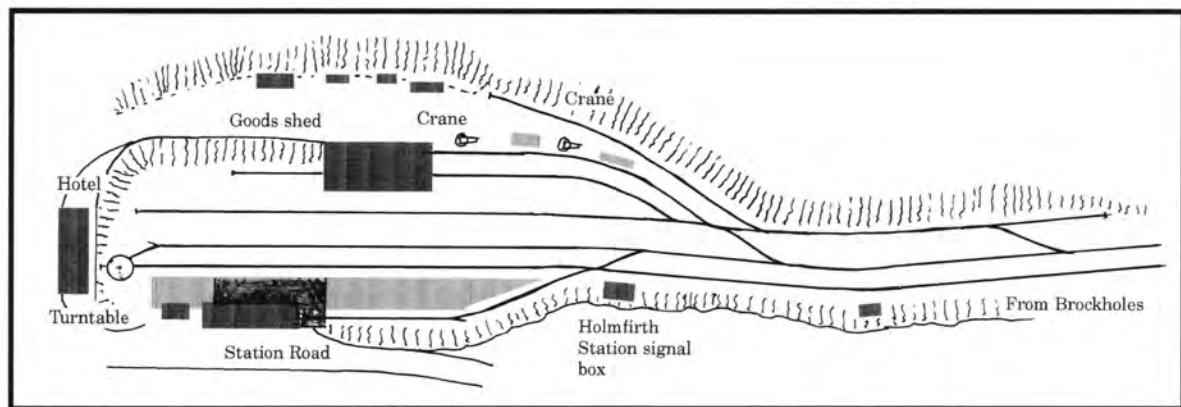 Crane
Goods shed
Crane
Hotel
Turntable
Station Road
Holmfirth
Station signal
box
From Brockholes